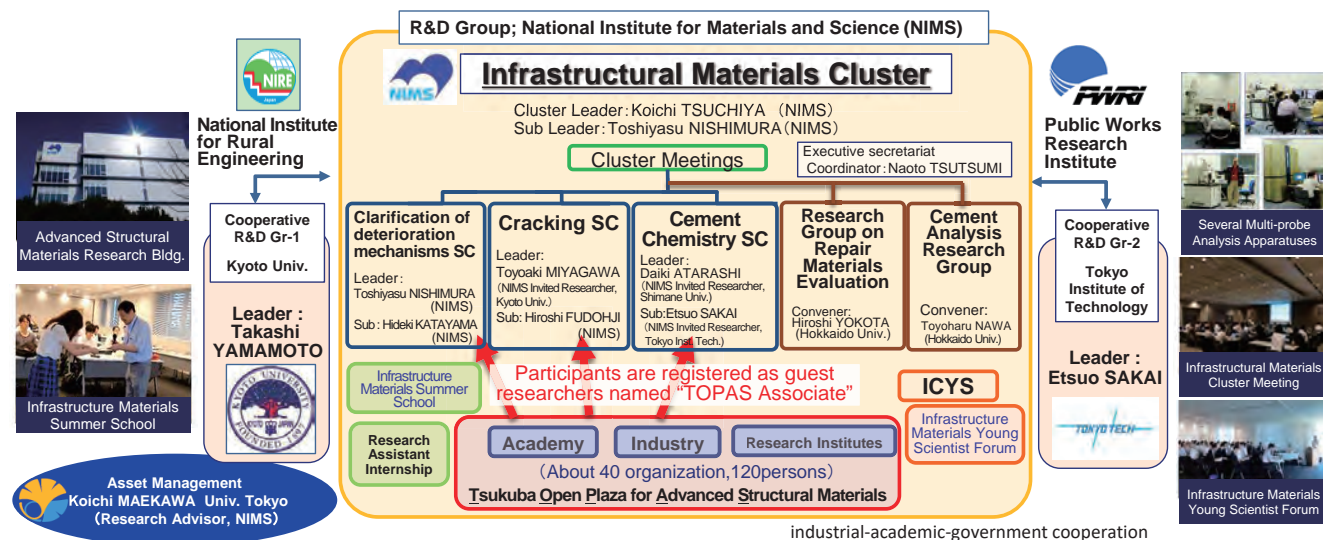 R&D Group; National Institute for Materials and Science (NIMS)
NIMS
Infrastructural Materials Cluster
Cluster Leader : Koichi TSUCHIYA (NIMS)
Sub Leader : Toshiyasu NISHIMURA (NIMS)
Cluster Meetings
Executive secretariat
Coordinator : Naoto TSUTSUMI
NIRE
Japan
National Institute
for Rural
Engineering
Cooperative
R&D Gr-1
Kyoto Univ.
Leader :
Takashi
YAMAMOTO
KYOTO UNIVERSITY
KYOTO JAPAN
FOUNDED 1897
Advanced Structural
Materials Research Bldg.
Infrastructure Materials
Summer School
Asset Management
Koichi MAEKAWA Univ. Tokyo
(Research Advisor, NIMS)
Clarification of
deterioration
mechanisms SC
Leader :
Toshiyasu NISHIMURA
(NIMS)
Sub : Hideki KATAYAMA
(NIMS)
Cracking SC
Leader:
Toyoaki MIYAGAWA
(NIMS Invited Researcher,
Kyoto Univ.)
Sub: Hiroshi FUDOHJI
(NIMS)
Cement
Chemistry SC
Leader :
Daiki ATARASHI
(NIMS Invited Researcher,
Shimane Univ.)
Sub:Etsuo SAKAI
(NIMS Invited Researcher,
Tokyo Inst. Tech.)
Research
Group on
Repair
Materials
Evaluation
Convener:
Hiroshi YOKOTA
(Hokkaido Univ.)
Cement
Analysis
Research
Group
Convener:
Toyoharu NAWA
(Hokkaido Univ.)
Infrastructure
Materials Summer
School
Research
Assistant
Internship
Participants are registered as guest
researchers named "TOPAS Associate"
Academy
Industry
Research Institutes
(About 40 organization,120persons)
Tsukuba Open Plaza for Advanced Structural Materials
ICYS
Infrastructure
Materials Young
Scientist Forum
PWRI
Public Works
Research
Institute
Cooperative
R&D Gr-2
Tokyo
Institute of
Technology
Leader :
Etsuo SAKAI
TOKYO TECH
Several Multi-probe
Analysis Apparatuses
Infrastructural Materials
Cluster Meeting
Infrastructure Materials
Young Scientist Forum
industrial-academic-government cooperation